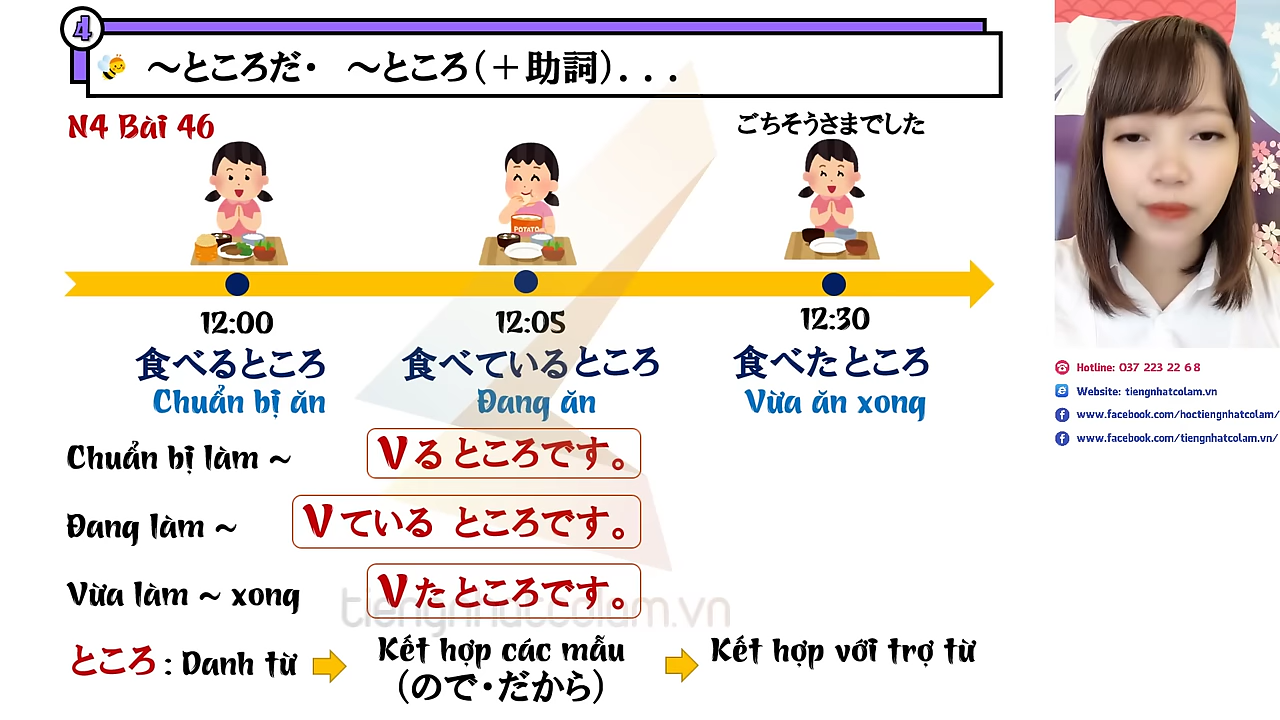 4
～ところだ・ ～ところ（＋助詞）...
N4 Bài 46
ごちそうさまでした
POTATO
12:00
12:05
12:30
食べるところ
食べているところ
食べたところ
Chuẩn bị ăn
Đang ăn
Vừa ăn xong
Chuẩn bị làm ~
Vる ところです。
Đang làm ~
Vている ところです。
Vừa làm ~ xong
Vた ところです。
tiengnhatcolam.vn
ところ : Danh từ
Kết hợp các mẫu
（ので・だから）
Kết hợp với trợ từ
Hotline: 037 223 22 68
Website: tiengnhatcolam.vn
www.facebook.com/hoctiengnhatcolam/
www.facebook.com/tiengnhatcolam.vn/